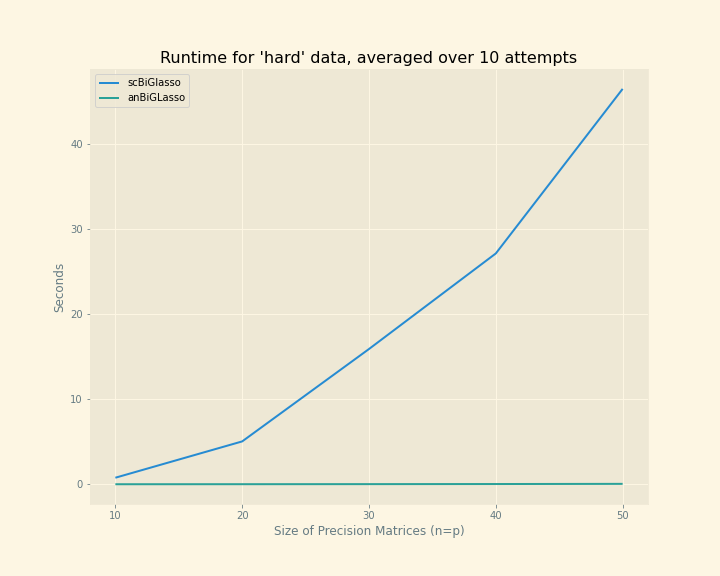 Runtime for 'hard' data, averaged over 10 attempts
scBiGlasso
anBiGLasso
Seconds
40
30
20
10
0
10 20 30 40 50
Size of Precision Matrices (n=p)